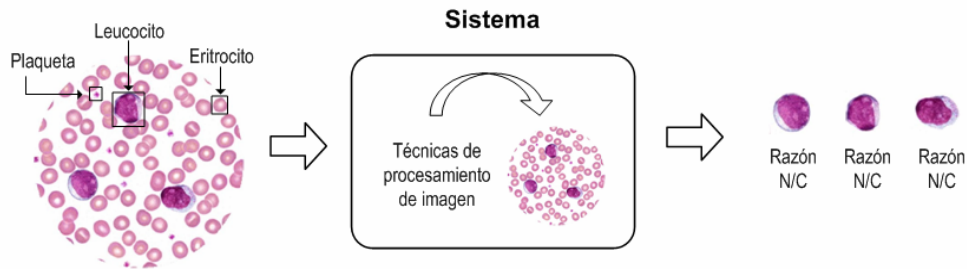 Sistema
Leucocito
Plaqueta
Eritrocito
Técnicas de
procesamiento
de imagen
Razón
N/C
Razón
N/C
Razón
N/C